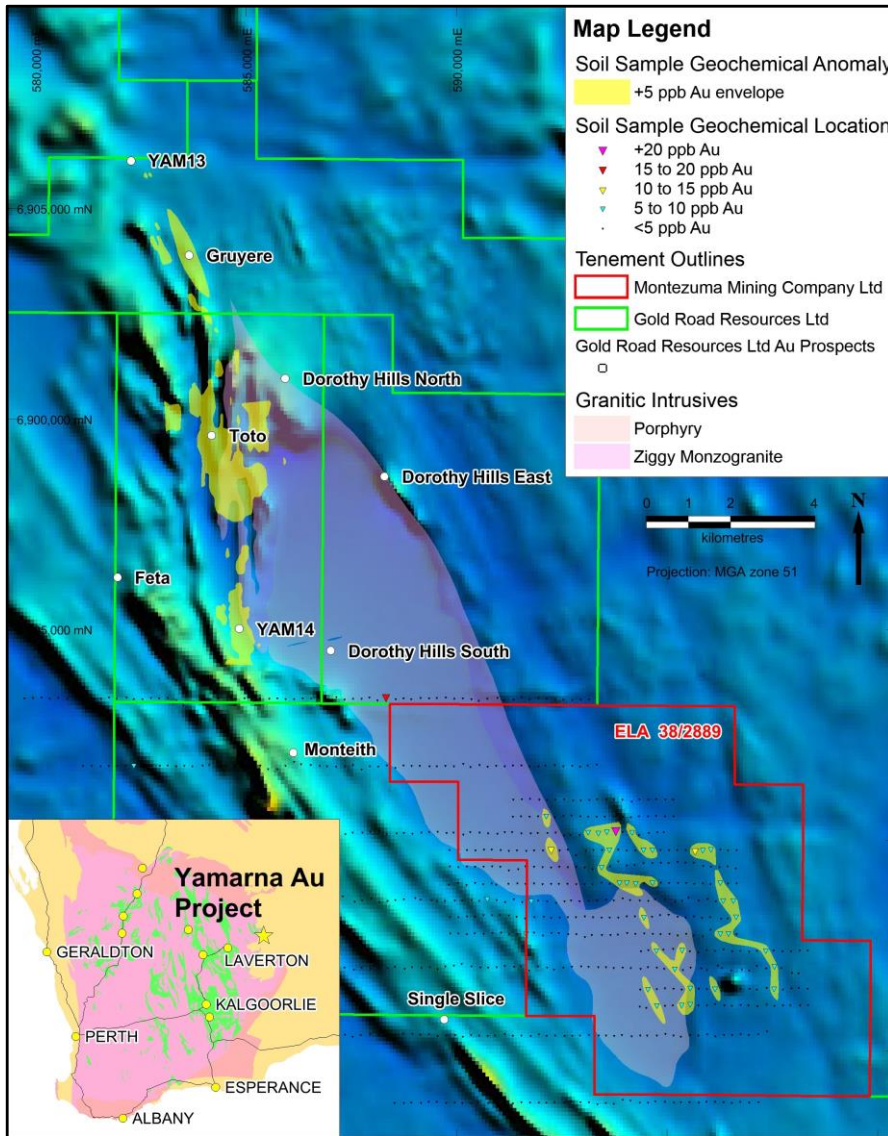 Map Legend
Soil Sample Geochemical Anomaly
+5 ppb Au envelope
Soil Sample Geochemical Location
+20 ppb Au
15 to 20 ppb Au
10 to 15 ppb Au
5 to 10 ppb Au
<5 ppb Au
Tenement Outlines
Montezuma Mining Company Ltd
Gold Road Resources Ltd
Gold Road Resources Ltd Au Prospects
Granitic Intrusives
Porphyry
Ziggy Monzogranite
0 1 2 4
kilometres
N
Projection: MGA zone 51
580,000 mE
585,000 mE
590,000 mE
YAM13
6,905,000 mN
Gruyere
Dorothy Hills North
6,900,000 mN
Toto
Dorothy Hills East
Feta
5,000 mN
YAM14
Dorothy Hills South
ELA 38/2889
Monteith
Single Slice
Yamarna Au
Project
GERALDTON
LAVERTON
KALGOORLIE
PERTH
ESPERANCE
ALBANY